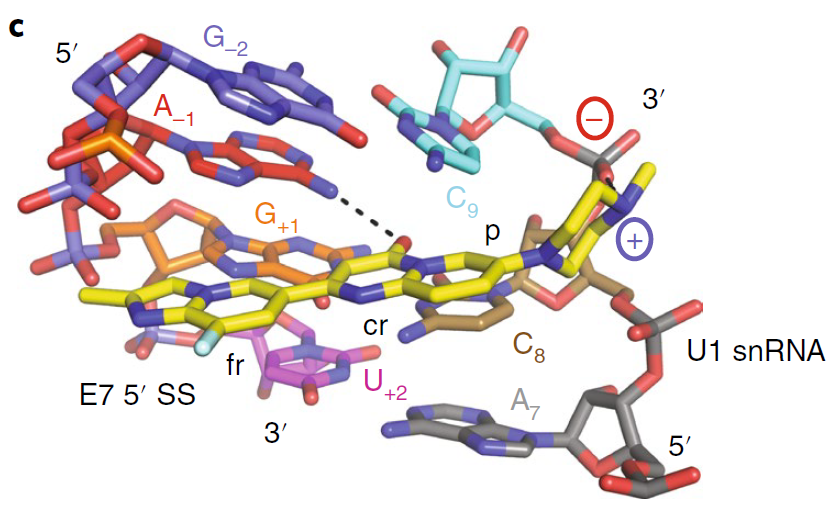 c
5′
G₋₂
A₋₁
3′
−
C₉
G₊₁
p
+
cr
C₈
U1 snRNA
fr
E7 5′ SS
U₊₂
A₇
3′
5′